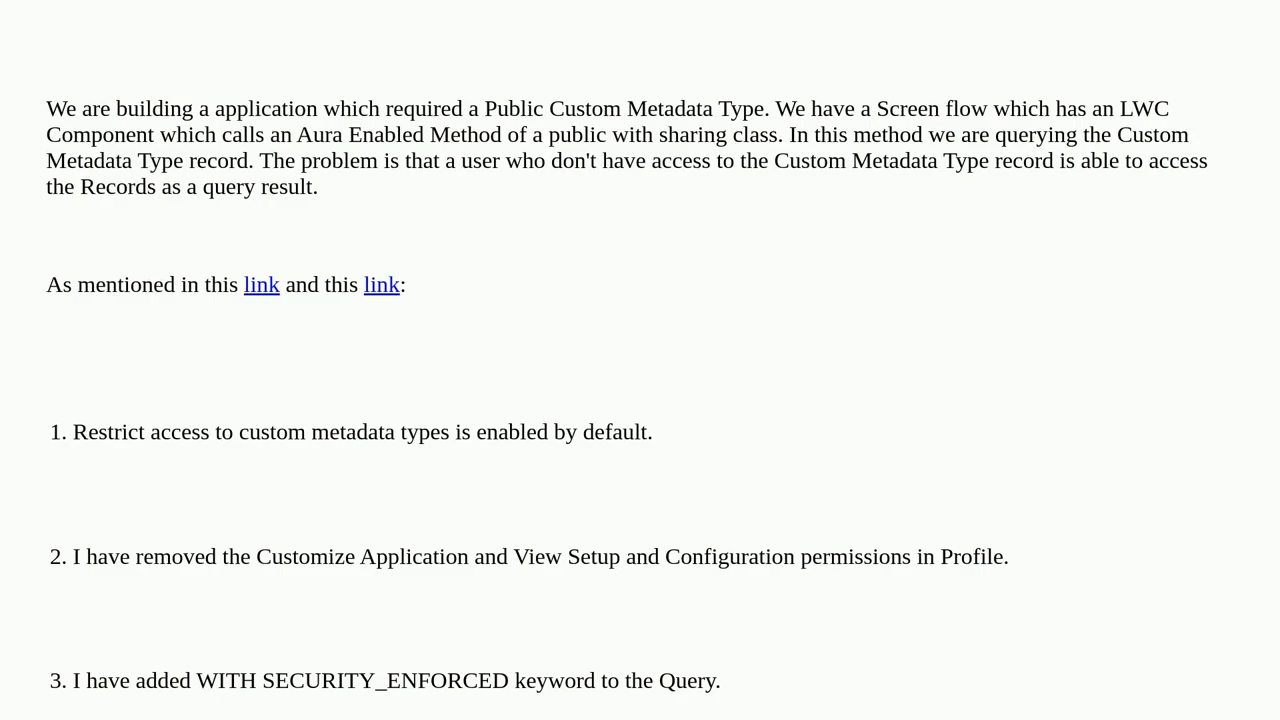 We are building a application which required a Public Custom Metadata Type. We have a Screen flow which has an LWC
Component which calls an Aura Enabled Method of a public with sharing class. In this method we are querying the Custom
Metadata Type record. The problem is that a user who don't have access to the Custom Metadata Type record is able to access
the Records as a query result.
As mentioned in this link and this link:
1. Restrict access to custom metadata types is enabled by default.
2. I have removed the Customize Application and View Setup and Configuration permissions in Profile.
3. I have added WITH SECURITY_ENFORCED keyword to the Query.